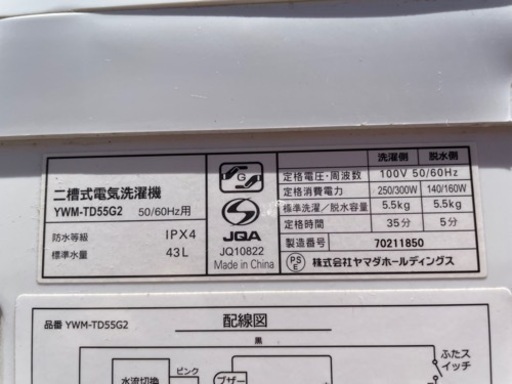 二槽式電気洗濯機
YWM-TD55G2 50/60Hz用
防水等級 IPX4
標準水量 43L
G
S
JQA
JQ10822
Made in China
洗濯側 脱水側
定格電圧・周波数 100V 50/60Hz
定格消費電力 250/300W 140/160W
標準洗濯/脱水容量 5.5kg 5.5kg
定格時間 35分 5分
製造番号 70211850
PSE 株式会社ヤマダホールディングス
品番 YWM-TD55G2 配線図
黒
水流切換 ピンク ブザー ふたス
イッチ